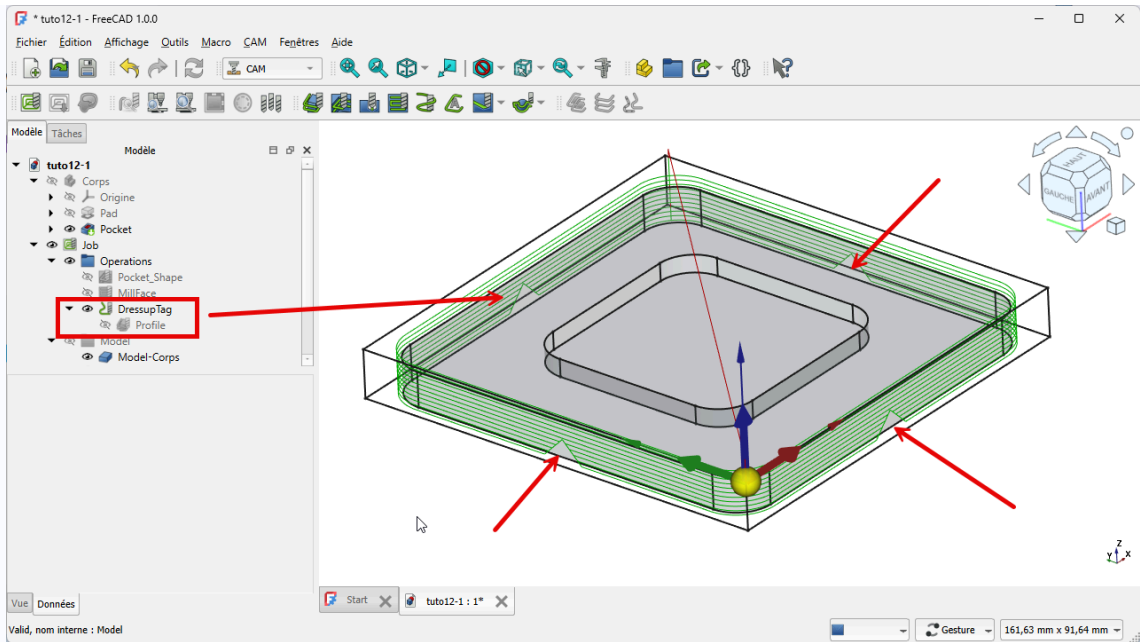 * tuto12-1 - FreeCAD 1.0.0
Fichier Édition Affichage Outils Macro CAM Fenêtres Aide
CAM
Modèle Tâches
Modèle
tuto12-1
Corps
Origine
Pad
Pocket
Job
Operations
Pocket_Shape
MillFace
DressupTag
Profile
Model
Model-Corps
HAUT
GAUCHE AVANT
Z
Y X
Vue Données
Start tuto12-1 : 1*
Valid, nom interne : Model
Gesture 161,63 mm x 91,64 mm